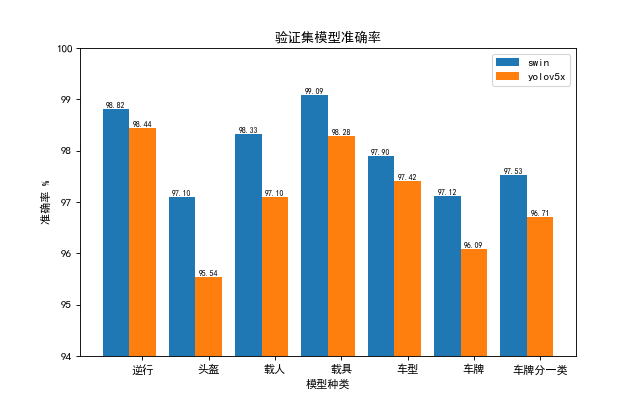 验证集模型准确率
准确率 %
100
99
98
97
96
95
94
swin
yolov5x
98.82
98.44
97.10
95.54
98.33
97.10
99.09
98.28
97.90
97.42
97.12
96.09
97.53
96.71
逆行
头盔
载人
载具
车型
车牌
车牌分一类
模型种类